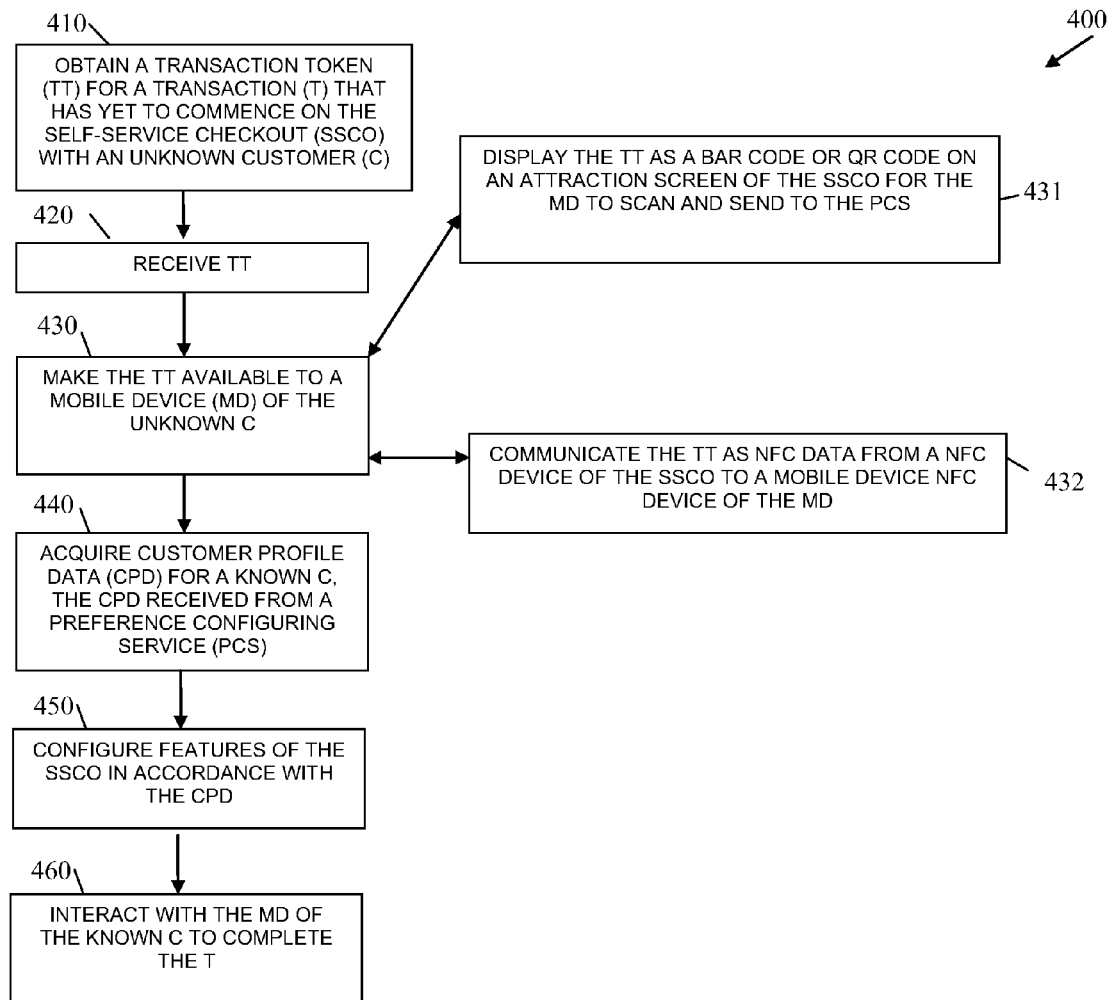 400
410
OBTAIN A TRANSACTION TOKEN
(TT) FOR A TRANSACTION (T) THAT
HAS YET TO COMMENCE ON THE
SELF-SERVICE CHECKOUT (SSCO)
WITH AN UNKNOWN CUSTOMER (C)
420
RECEIVE TT
430
MAKE THE TT AVAILABLE TO A
MOBILE DEVICE (MD) OF THE
UNKNOWN C
DISPLAY THE TT AS A BAR CODE OR QR CODE ON
AN ATTRACTION SCREEN OF THE SSCO FOR THE
MD TO SCAN AND SEND TO THE PCS
431
COMMUNICATE THE TT AS NFC DATA FROM A NFC
DEVICE OF THE SSCO TO A MOBILE DEVICE NFC
DEVICE OF THE MD
432
440
ACQUIRE CUSTOMER PROFILE
DATA (CPD) FOR A KNOWN C,
THE CPD RECEIVED FROM A
PREFERENCE CONFIGURING
SERVICE (PCS)
450
CONFIGURE FEATURES OF THE
SSCO IN ACCORDANCE WITH
THE CPD
460
INTERACT WITH THE MD OF
THE KNOWN C TO COMPLETE
THE T